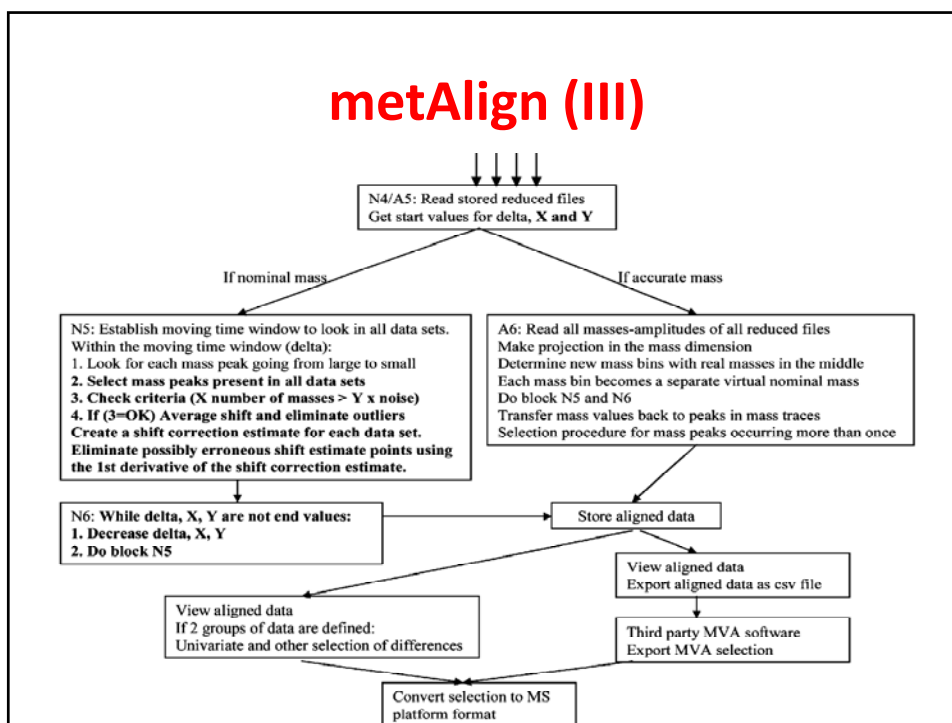 metAlign (III)
N4/A5: Read stored reduced files
Get start values for delta, X and Y
If nominal mass
If accurate mass
N5: Establish moving time window to look in all data sets.
Within the moving time window (delta):
1. Look for each mass peak going from large to small
2. Select mass peaks present in all data sets
3. Check criteria (X number of masses > Y x noise)
4. If (3=OK) Average shift and eliminate outliers
Create a shift correction estimate for each data set.
Eliminate possibly erroneous shift estimate points using
the 1st derivative of the shift correction estimate.
A6: Read all masses-amplitudes of all reduced files
Make projection in the mass dimension
Determine new mass bins with real masses in the middle
Each mass bin becomes a separate virtual nominal mass
Do block N5 and N6
Transfer mass values back to peaks in mass traces
Selection procedure for mass peaks occurring more than once
N6: While delta, X, Y are not end values:
1. Decrease delta, X, Y
2. Do block N5
Store aligned data
View aligned data
Export aligned data as csv file
View aligned data
If 2 groups of data are defined:
Univariate and other selection of differences
Third party MVA software
Export MVA selection
Convert selection to MS
platform format